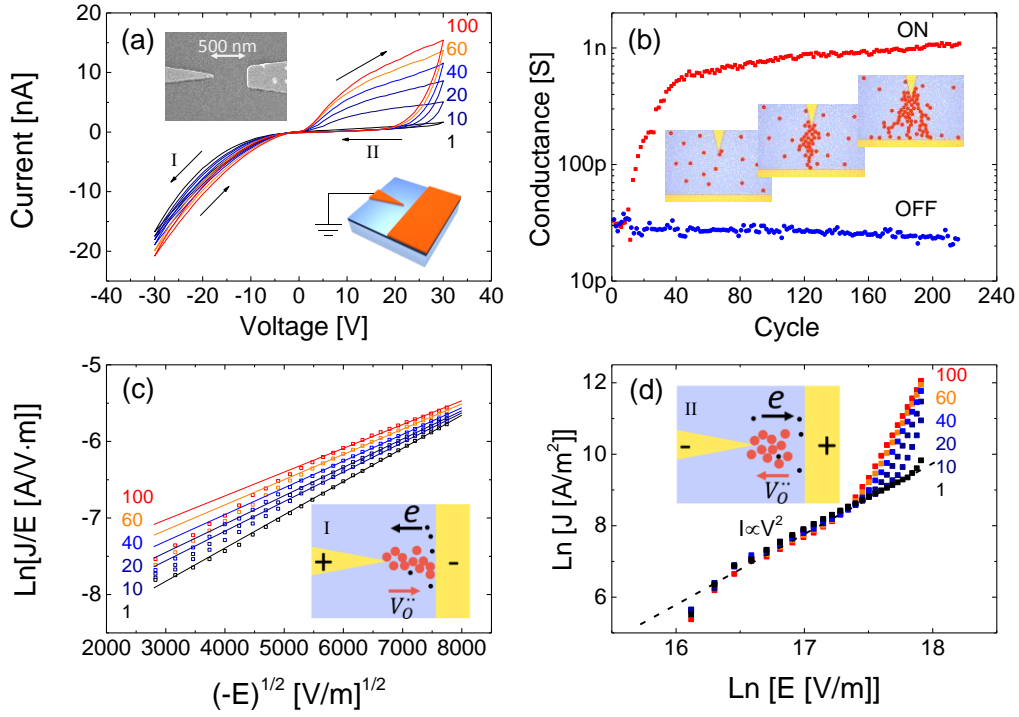 (a)
500 nm
100
60
40
20
10
1
I
II
20
15
10
5
0
-5
-10
-15
-20
-25
Current [nA]
-40 -30 -20 -10 0 10 20 30 40
Voltage [V]
(b)
ON
OFF
1n
100p
10p
Conductance [S]
0 40 80 120 160 200 240
Cycle
(c)
100
60
40
20
10
1
I
e
+
-
V_O^¨
-5
-6
-7
-8
Ln[J/E [A/V·m]]
2000 3000 4000 5000 6000 7000 8000 9000
(-E)^1/2 [V/m]^1/2
(d)
100
60
40
20
10
1
II
e
-
+
V_O^¨
I∝V²
12
10
8
6
Ln [J [A/m²]]
16 17 18
Ln [E [V/m]]